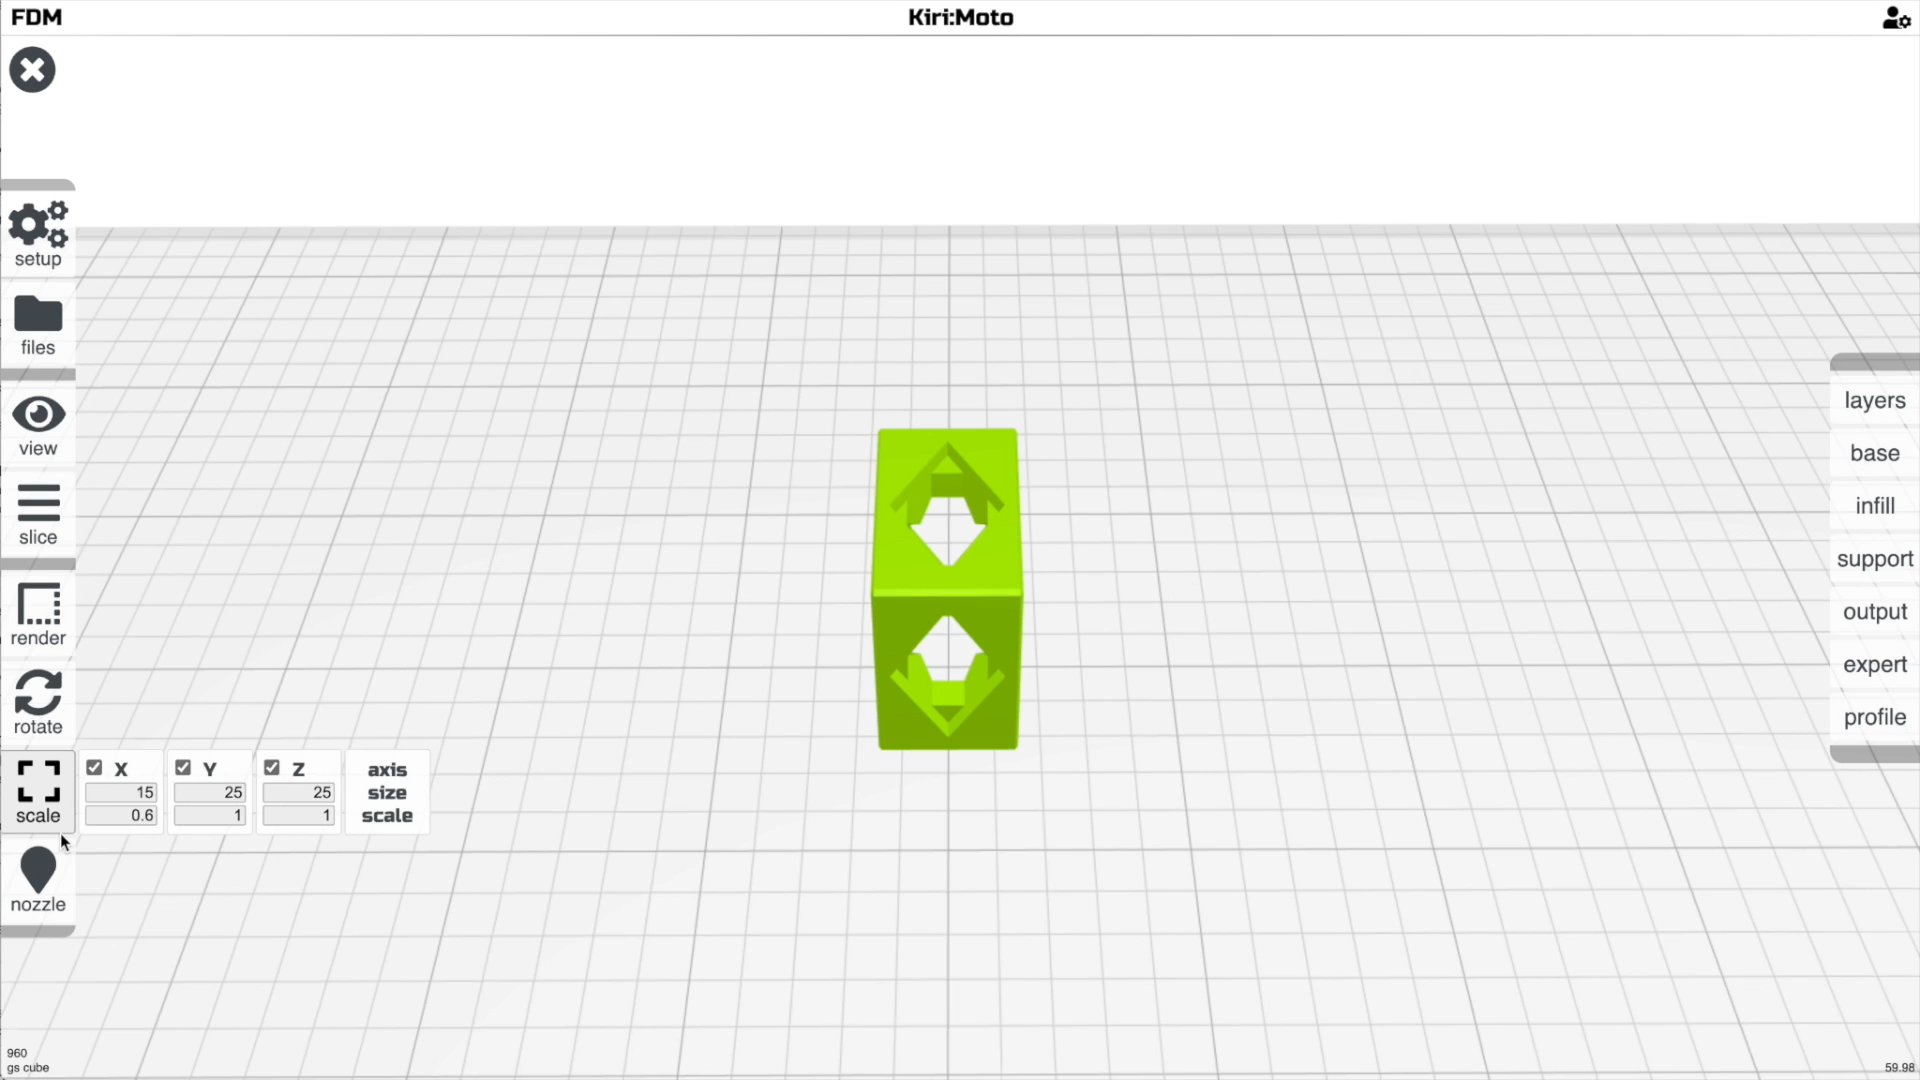 FDM
Kiri:Moto
setup
files
view
slice
render
rotate
scale
nozzle
X
15
0.6
Y
25
1
Z
25
1
axis
size
scale
layers
base
infill
support
output
expert
profile
960
gs cube
59.98